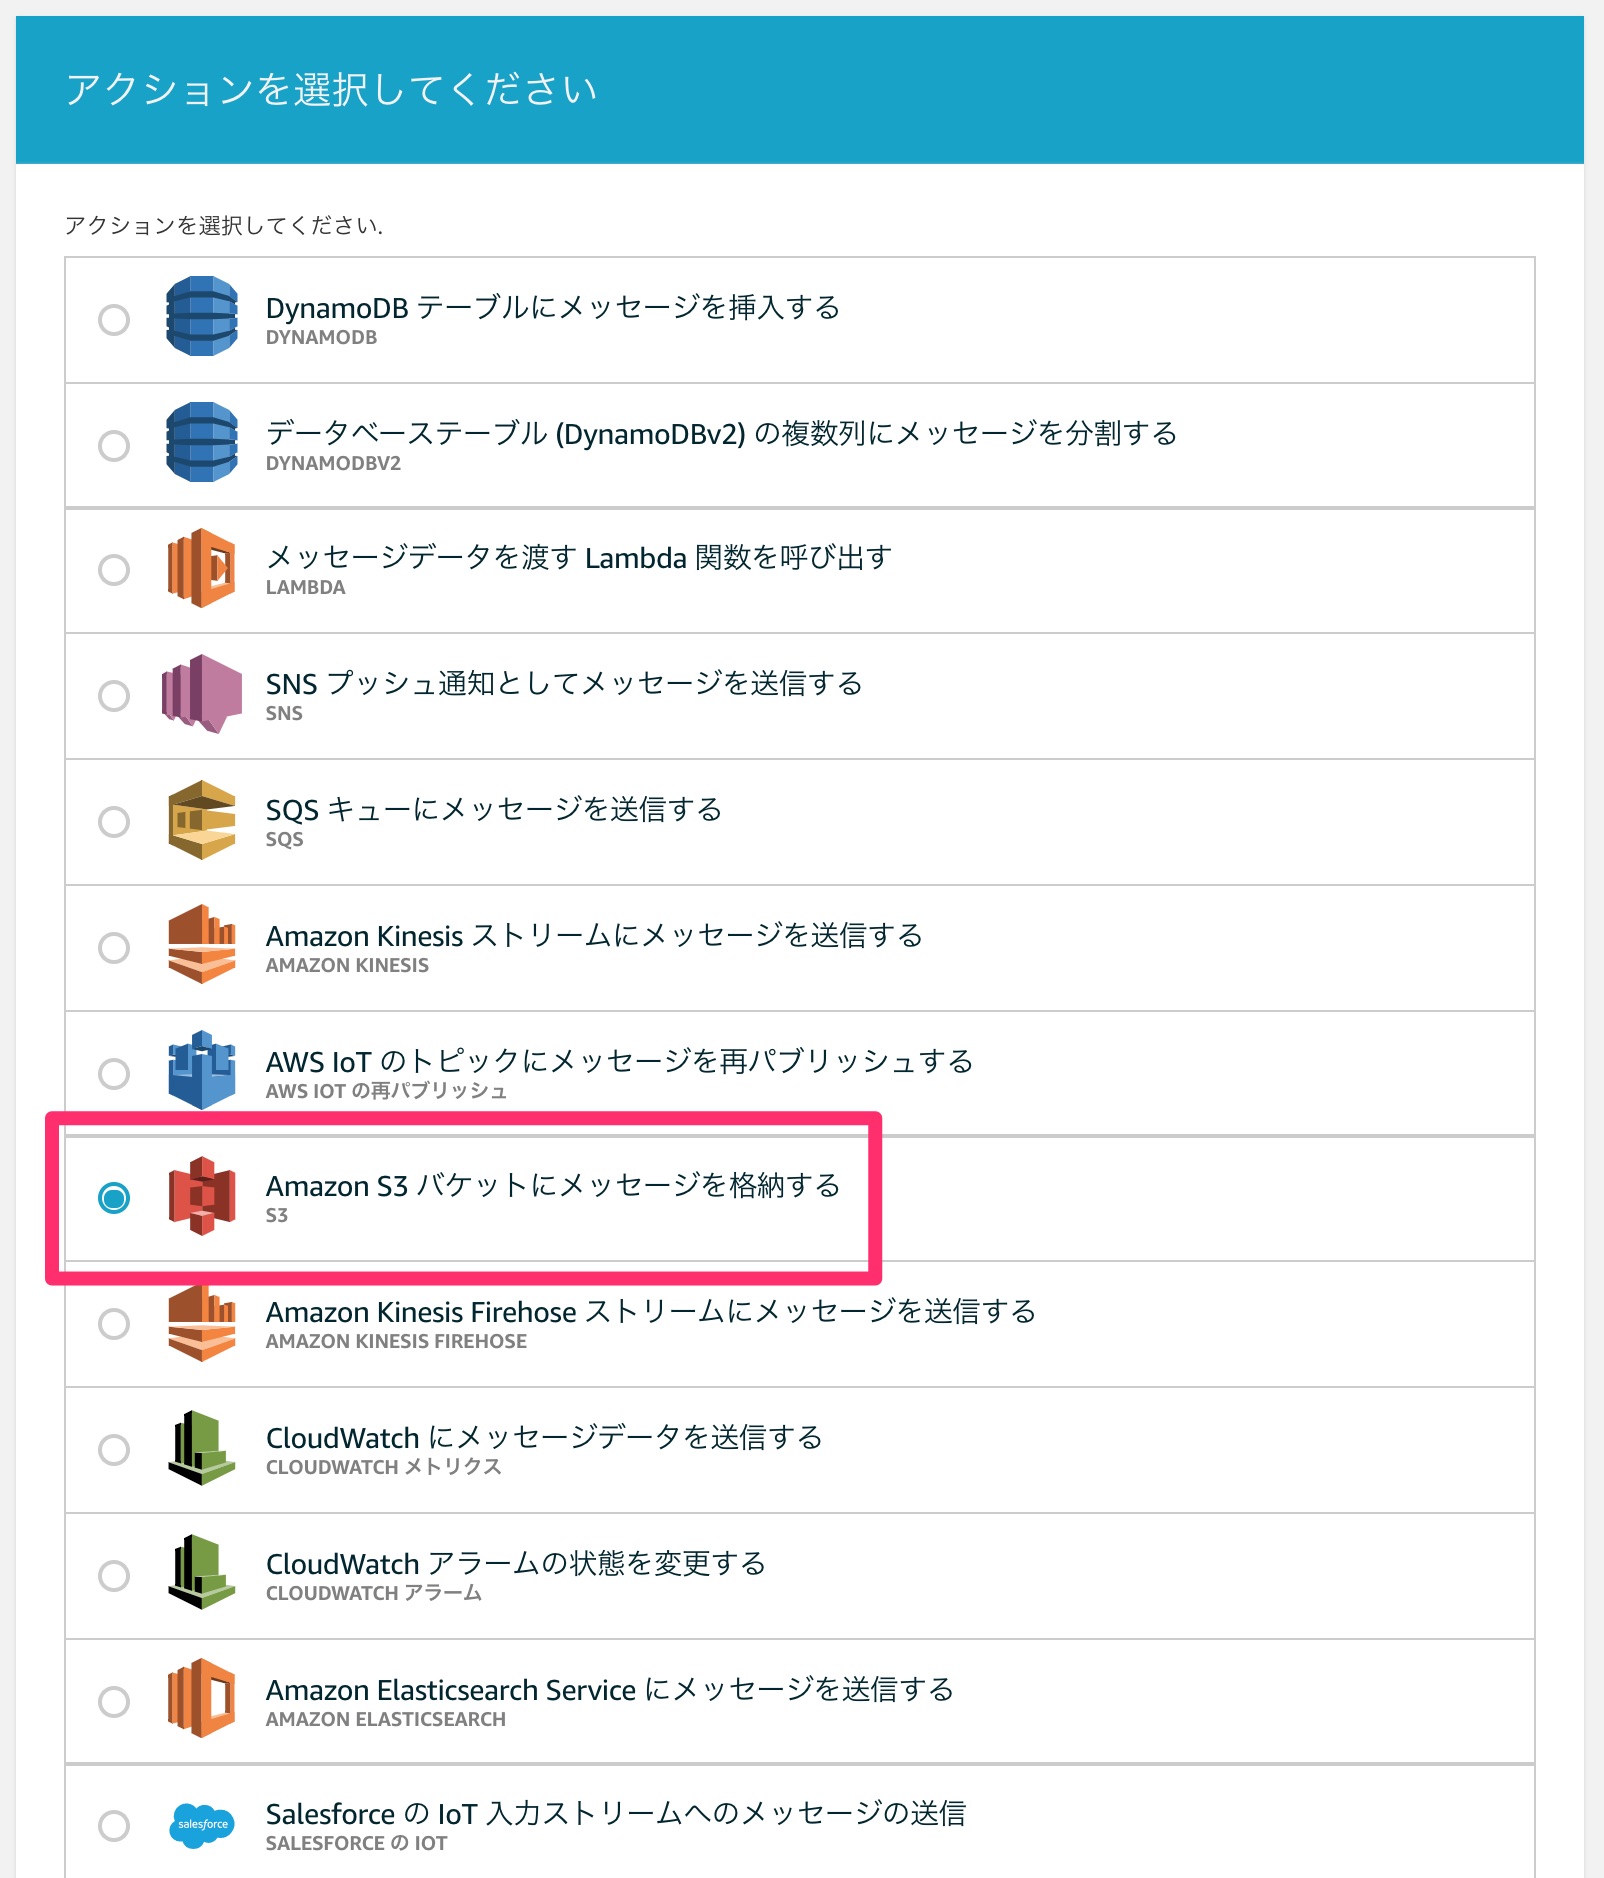 アクションを選択してください
アクションを選択してください.
DynamoDB テーブルにメッセージを挿入する
DYNAMODB
データベーステーブル (DynamoDBv2) の複数列にメッセージを分割する
DYNAMODBV2
メッセージデータを渡す Lambda 関数を呼び出す
LAMBDA
SNS プッシュ通知としてメッセージを送信する
SNS
SQS キューにメッセージを送信する
SQS
Amazon Kinesis ストリームにメッセージを送信する
AMAZON KINESIS
AWS IoT のトピックにメッセージを再パブリッシュする
AWS IOT の再パブリッシュ
Amazon S3 バケットにメッセージを格納する
S3
Amazon Kinesis Firehose ストリームにメッセージを送信する
AMAZON KINESIS FIREHOSE
CloudWatch にメッセージデータを送信する
CLOUDWATCH メトリクス
CloudWatch アラームの状態を変更する
CLOUDWATCH アラーム
Amazon Elasticsearch Service にメッセージを送信する
AMAZON ELASTICSEARCH
salesforce
Salesforce の IoT 入力ストリームへのメッセージの送信
SALESFORCE の IOT